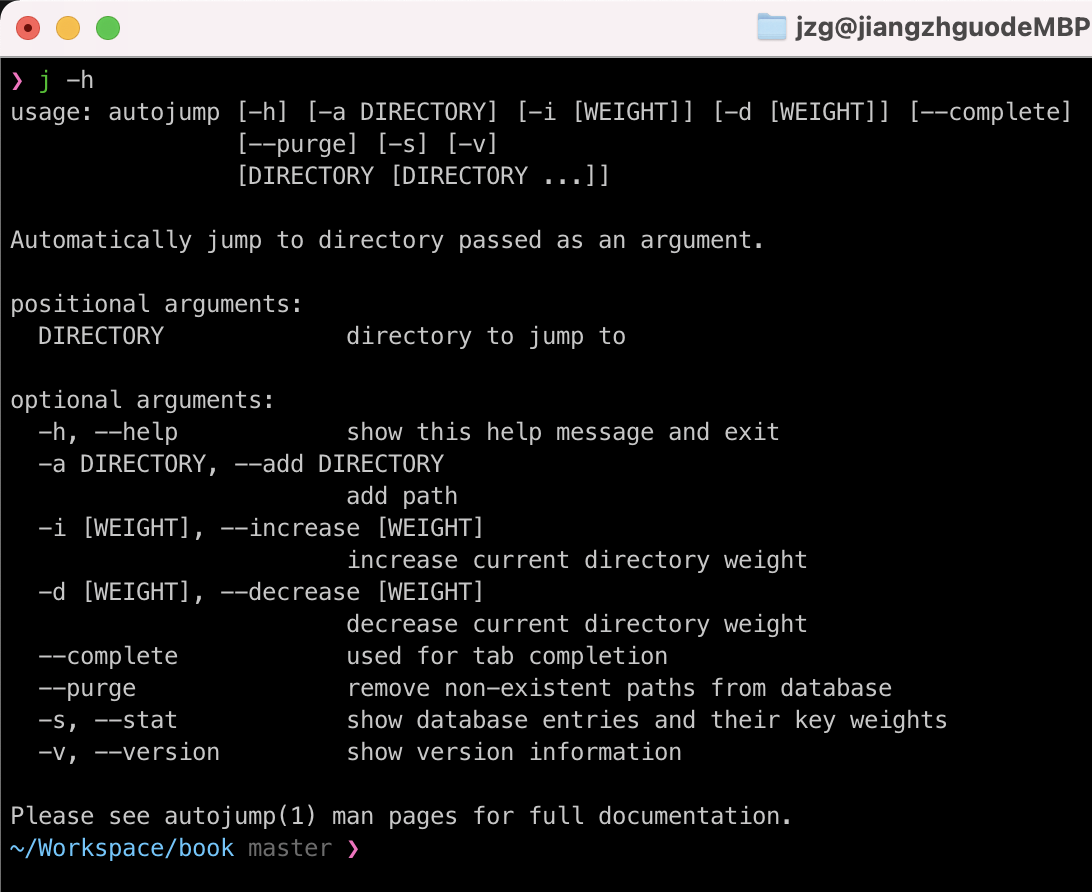 jzg@jiangzhguodeMBP
❯ j -h
usage: autojump [-h] [-a DIRECTORY] [-i [WEIGHT]] [-d [WEIGHT]] [--complete]
                [--purge] [-s] [-v]
                [DIRECTORY [DIRECTORY ...]]

Automatically jump to directory passed as an argument.

positional arguments:
  DIRECTORY             directory to jump to

optional arguments:
  -h, --help            show this help message and exit
  -a DIRECTORY, --add DIRECTORY
                        add path
  -i [WEIGHT], --increase [WEIGHT]
                        increase current directory weight
  -d [WEIGHT], --decrease [WEIGHT]
                        decrease current directory weight
  --complete            used for tab completion
  --purge               remove non-existent paths from database
  -s, --stat            show database entries and their key weights
  -v, --version         show version information

Please see autojump(1) man pages for full documentation.
~/Workspace/book master ❯